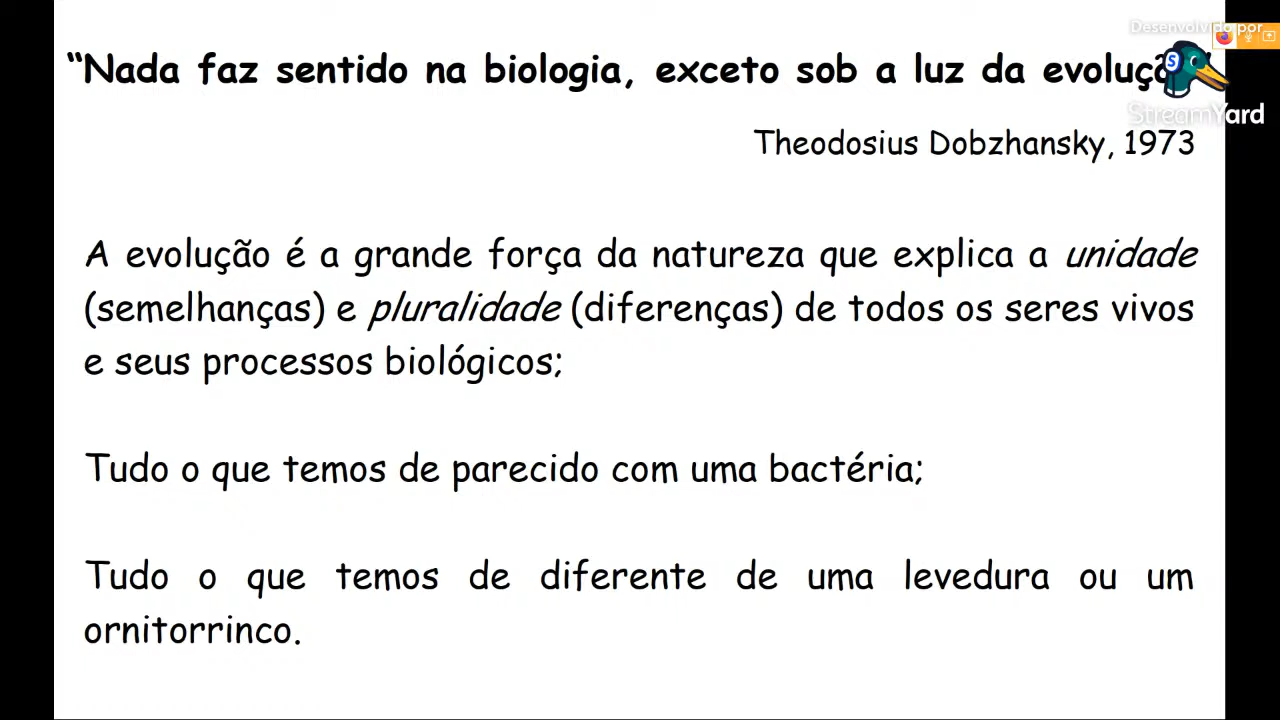 Desenvolvido por
“Nada faz sentido na biologia, exceto sob a luz da
StreamYard
Theodosius Dobzhansky, 1973
A evolução é a grande força da natureza que explica a unidade
(semelhanças) e pluralidade (diferenças) de todos os seres vivos
e seus processos biológicos;
Tudo o que temos de parecido com uma bactéria;
Tudo o que temos de diferente de uma levedura ou um
ornitorrinco.